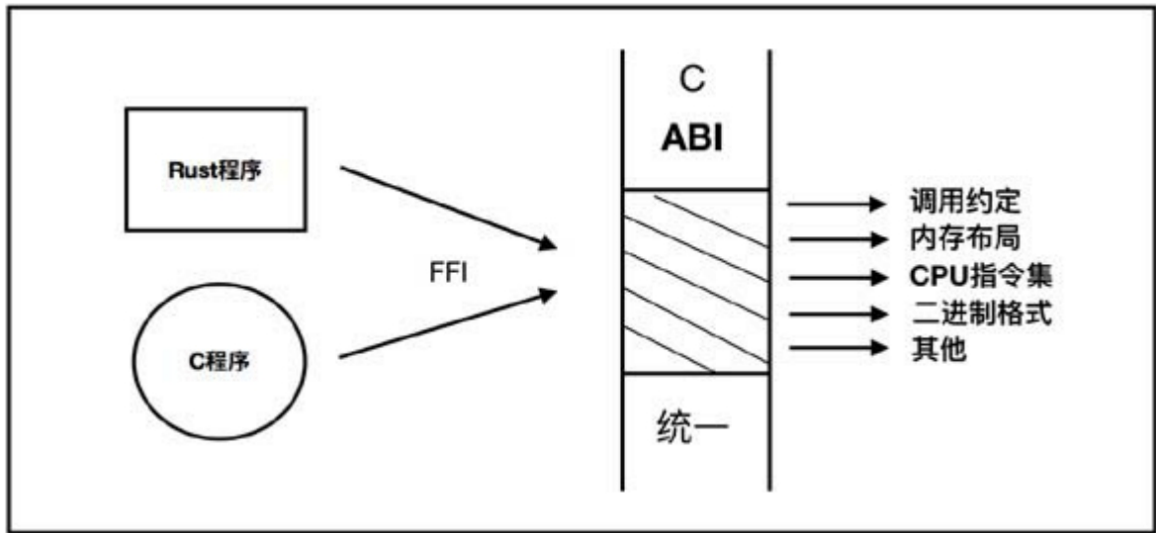 Rust程序
FFI
C程序
C
ABI
统一
调用约定
内存布局
CPU指令集
二进制格式
其他